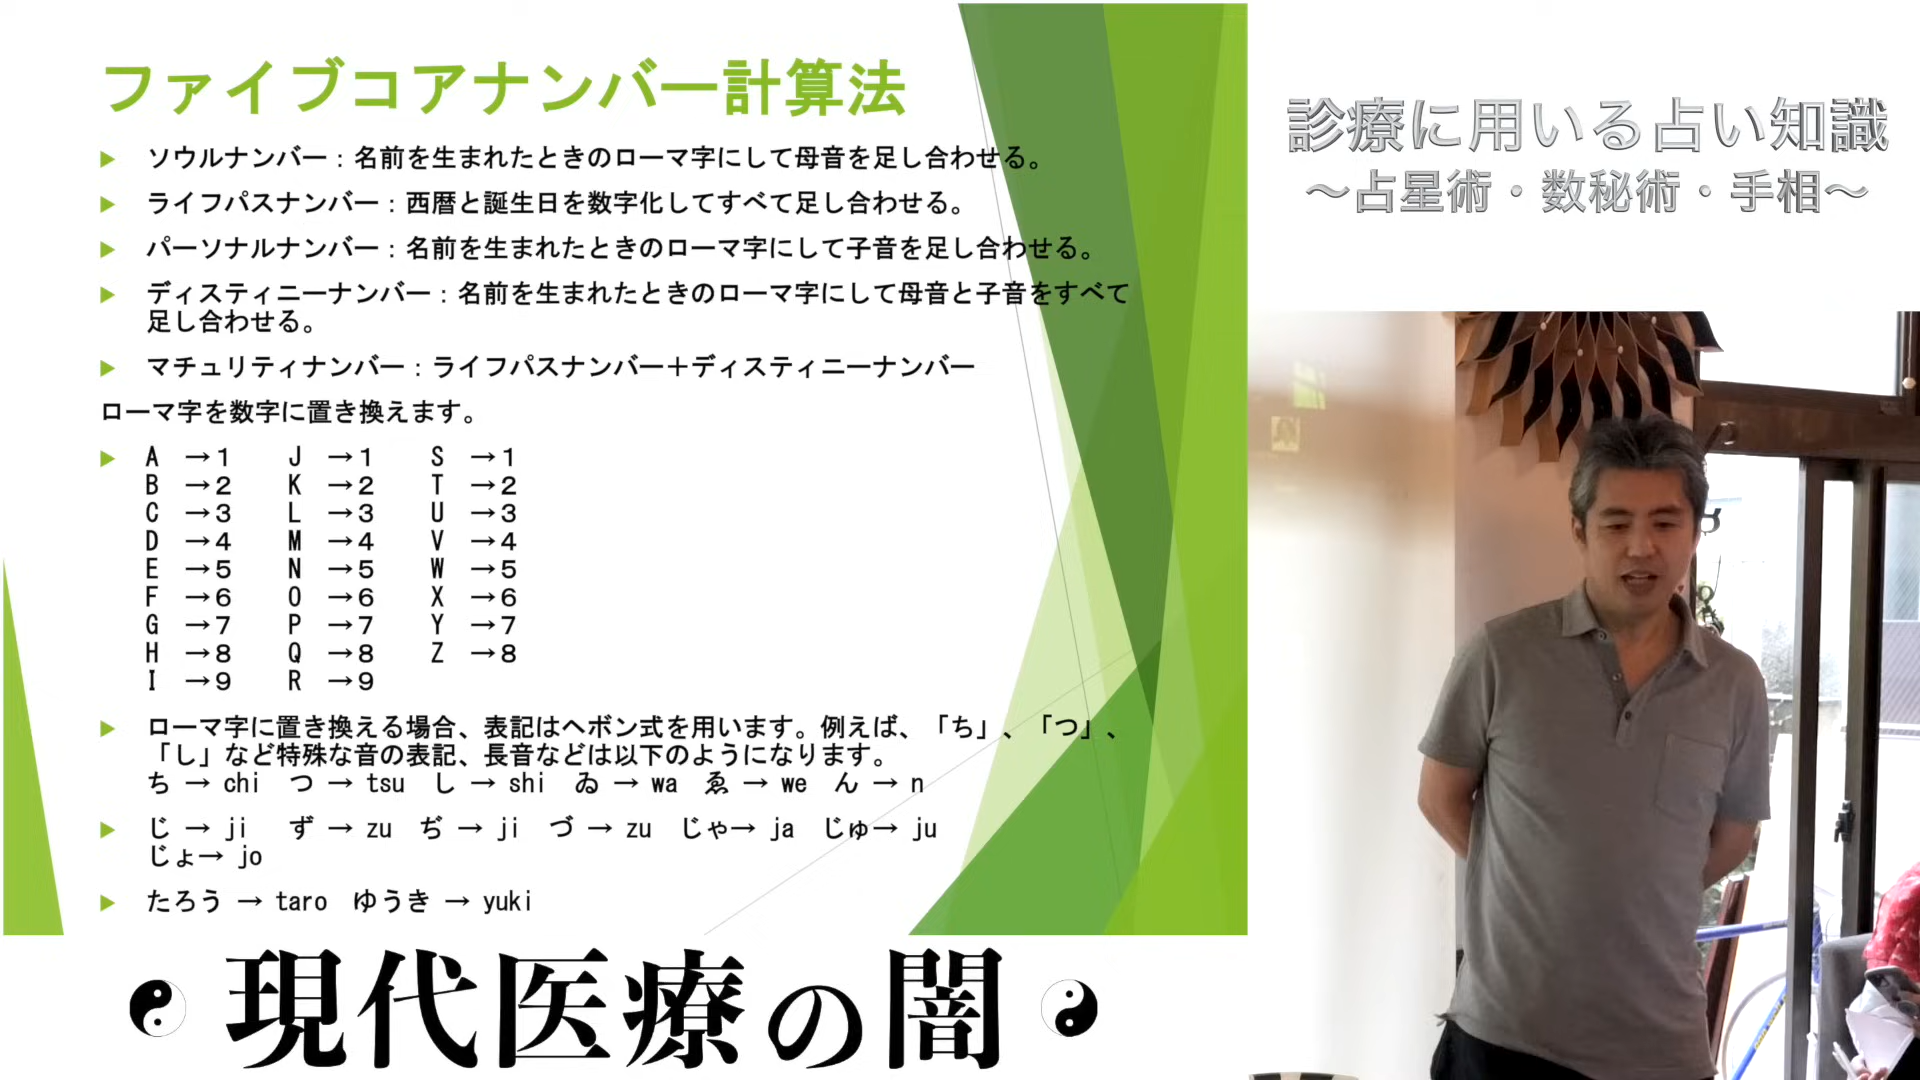 ファイブコアナンバー計算法
ソウルナンバー：名前を生まれたときのローマ字にして母音を足し合わせる。
ライフパスナンバー：西暦と誕生日を数字化してすべて足し合わせる。
パーソナルナンバー：名前を生まれたときのローマ字にして子音を足し合わせる。
ディスティニーナンバー：名前を生まれたときのローマ字にして母音と子音をすべて
足し合わせる。
マチュリティナンバー：ライフパスナンバー＋ディスティニーナンバー
ローマ字を数字に置き換えます。
A →1 J →1 S →1
B →2 K →2 T →2
C →3 L →3 U →3
D →4 M →4 V →4
E →5 N →5 W →5
F →6 O →6 X →6
G →7 P →7 Y →7
H →8 Q →8 Z →8
I →9 R →9
ローマ字に置き換える場合、表記はヘボン式を用います。例えば、「ち」、「つ」、
「し」など特殊な音の表記、長音などは以下のようになります。
ち → chi つ → tsu し → shi ゐ → wa ゑ → we ん → n
じ → ji ず → zu ぢ → ji づ → zu じゃ→ ja じゅ→ ju
じょ→ jo
たろう → taro ゆうき → yuki
診療に用いる占い知識
～占星術・数秘術・手相～
現代医療の闇